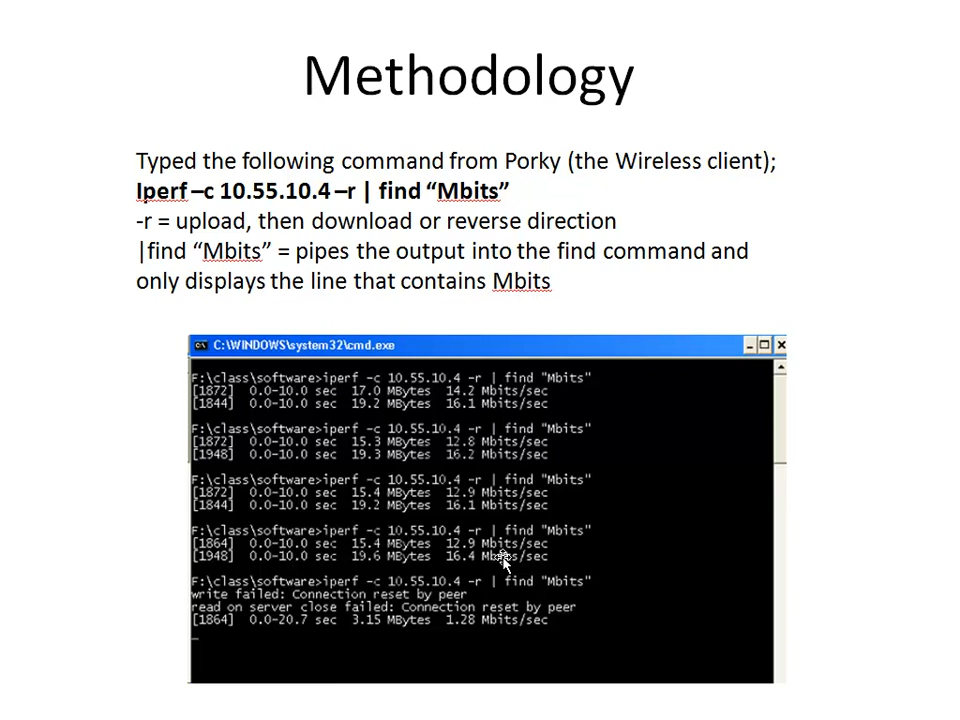 Methodology
Typed the following command from Porky (the Wireless client);
Iperf –c 10.55.10.4 –r | find “Mbits”
-r = upload, then download or reverse direction
|find “Mbits” = pipes the output into the find command and
only displays the line that contains Mbits
C:\WINDOWS\system32\cmd.exe
F:\class\software>iperf -c 10.55.10.4 -r | find "Mbits"
[1872]  0.0-10.0 sec  17.0 MBytes  14.2 Mbits/sec
[1844]  0.0-10.0 sec  19.2 MBytes  16.1 Mbits/sec
F:\class\software>iperf -c 10.55.10.4 -r | find "Mbits"
[1872]  0.0-10.0 sec  15.3 MBytes  12.8 Mbits/sec
[1948]  0.0-10.0 sec  19.3 MBytes  16.2 Mbits/sec
F:\class\software>iperf -c 10.55.10.4 -r | find "Mbits"
[1872]  0.0-10.0 sec  15.4 MBytes  12.9 Mbits/sec
[1844]  0.0-10.0 sec  19.2 MBytes  16.1 Mbits/sec
F:\class\software>iperf -c 10.55.10.4 -r | find "Mbits"
[1864]  0.0-10.0 sec  15.4 MBytes  12.9 Mbits/sec
[1948]  0.0-10.0 sec  19.6 MBytes  16.4 Mbits/sec
F:\class\software>iperf -c 10.55.10.4 -r | find "Mbits"
write failed: Connection reset by peer
read on server close failed: Connection reset by peer
[1864]  0.0-20.7 sec  3.15 MBytes  1.28 Mbits/sec